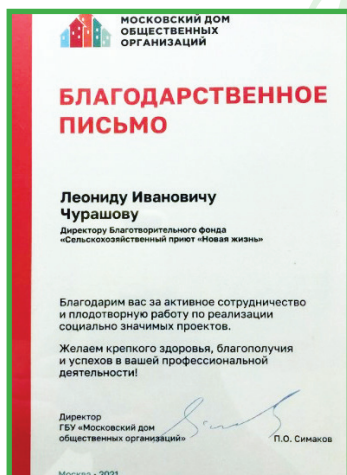 МОСКОВСКИЙ ДОМ
ОБЩЕСТВЕННЫХ
ОРГАНИЗАЦИЙ
БЛАГОДАРСТВЕННОЕ
ПИСЬМО
Леониду Ивановичу
Чурашову
Директору Благотворительного фонда
«Сельскохозяйственный приют «Новая жизнь»
Благодарим вас за активное сотрудничество
и плодотворную работу по реализации
социально значимых проектов.
Желаем крепкого здоровья, благополучия
и успехов в вашей профессиональной
деятельности!
Директор
ГБУ «Московский дом
общественных организаций»
П.О. Симаков
Москва - 2021